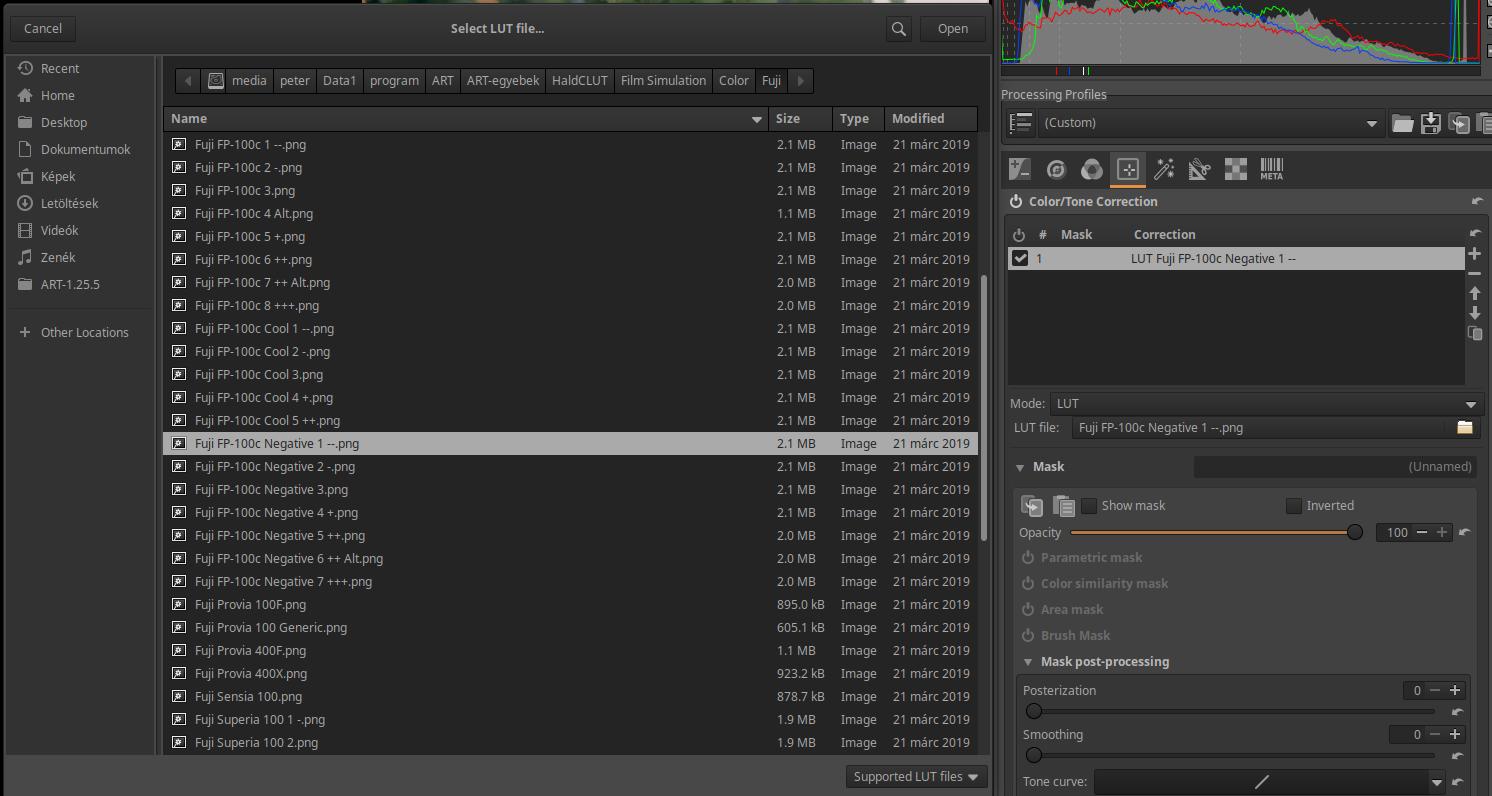 Cancel
Select LUT file...
Open
Recent
Home
Desktop
Dokumentumok
Képek
Letöltések
Videók
Zenék
ART-1.25.5
Other Locations
media peter Data1 program ART ART-egyebek HaldCLUT Film Simulation Color Fuji
Name Size Type Modified
Fuji FP-100c 1 --.png 2.1 MB Image 21 márc 2019
Fuji FP-100c 2 -.png 2.1 MB Image 21 márc 2019
Fuji FP-100c 3.png 2.1 MB Image 21 márc 2019
Fuji FP-100c 4 Alt.png 1.1 MB Image 21 márc 2019
Fuji FP-100c 5 +.png 2.1 MB Image 21 márc 2019
Fuji FP-100c 6 ++.png 2.1 MB Image 21 márc 2019
Fuji FP-100c 7 ++ Alt.png 2.0 MB Image 21 márc 2019
Fuji FP-100c 8 +++.png 2.0 MB Image 21 márc 2019
Fuji FP-100c Cool 1 --.png 2.1 MB Image 21 márc 2019
Fuji FP-100c Cool 2 -.png 2.1 MB Image 21 márc 2019
Fuji FP-100c Cool 3.png 2.1 MB Image 21 márc 2019
Fuji FP-100c Cool 4 +.png 2.1 MB Image 21 márc 2019
Fuji FP-100c Cool 5 ++.png 2.1 MB Image 21 márc 2019
Fuji FP-100c Negative 1 --.png 2.1 MB Image 21 márc 2019
Fuji FP-100c Negative 2 -.png 2.1 MB Image 21 márc 2019
Fuji FP-100c Negative 3.png 2.1 MB Image 21 márc 2019
Fuji FP-100c Negative 4 +.png 2.1 MB Image 21 márc 2019
Fuji FP-100c Negative 5 ++.png 2.0 MB Image 21 márc 2019
Fuji FP-100c Negative 6 ++ Alt.png 2.0 MB Image 21 márc 2019
Fuji FP-100c Negative 7 +++.png 2.0 MB Image 21 márc 2019
Fuji Provia 100F.png 895.0 kB Image 21 márc 2019
Fuji Provia 100 Generic.png 605.1 kB Image 21 márc 2019
Fuji Provia 400F.png 1.1 MB Image 21 márc 2019
Fuji Provia 400X.png 923.2 kB Image 21 márc 2019
Fuji Sensia 100.png 878.7 kB Image 21 márc 2019
Fuji Superia 100 1 -.png 1.9 MB Image 21 márc 2019
Fuji Superia 100 2.png 1.9 MB Image 21 márc 2019
Supported LUT files
Processing Profiles
(Custom)
META
Color/Tone Correction
# Mask Correction
1 LUT Fuji FP-100c Negative 1 --
Mode: LUT
LUT file: Fuji FP-100c Negative 1 --.png
Mask (Unnamed)
Show mask Inverted
Opacity 100
Parametric mask
Color similarity mask
Area mask
Brush Mask
Mask post-processing
Posterization 0
Smoothing 0
Tone curve: